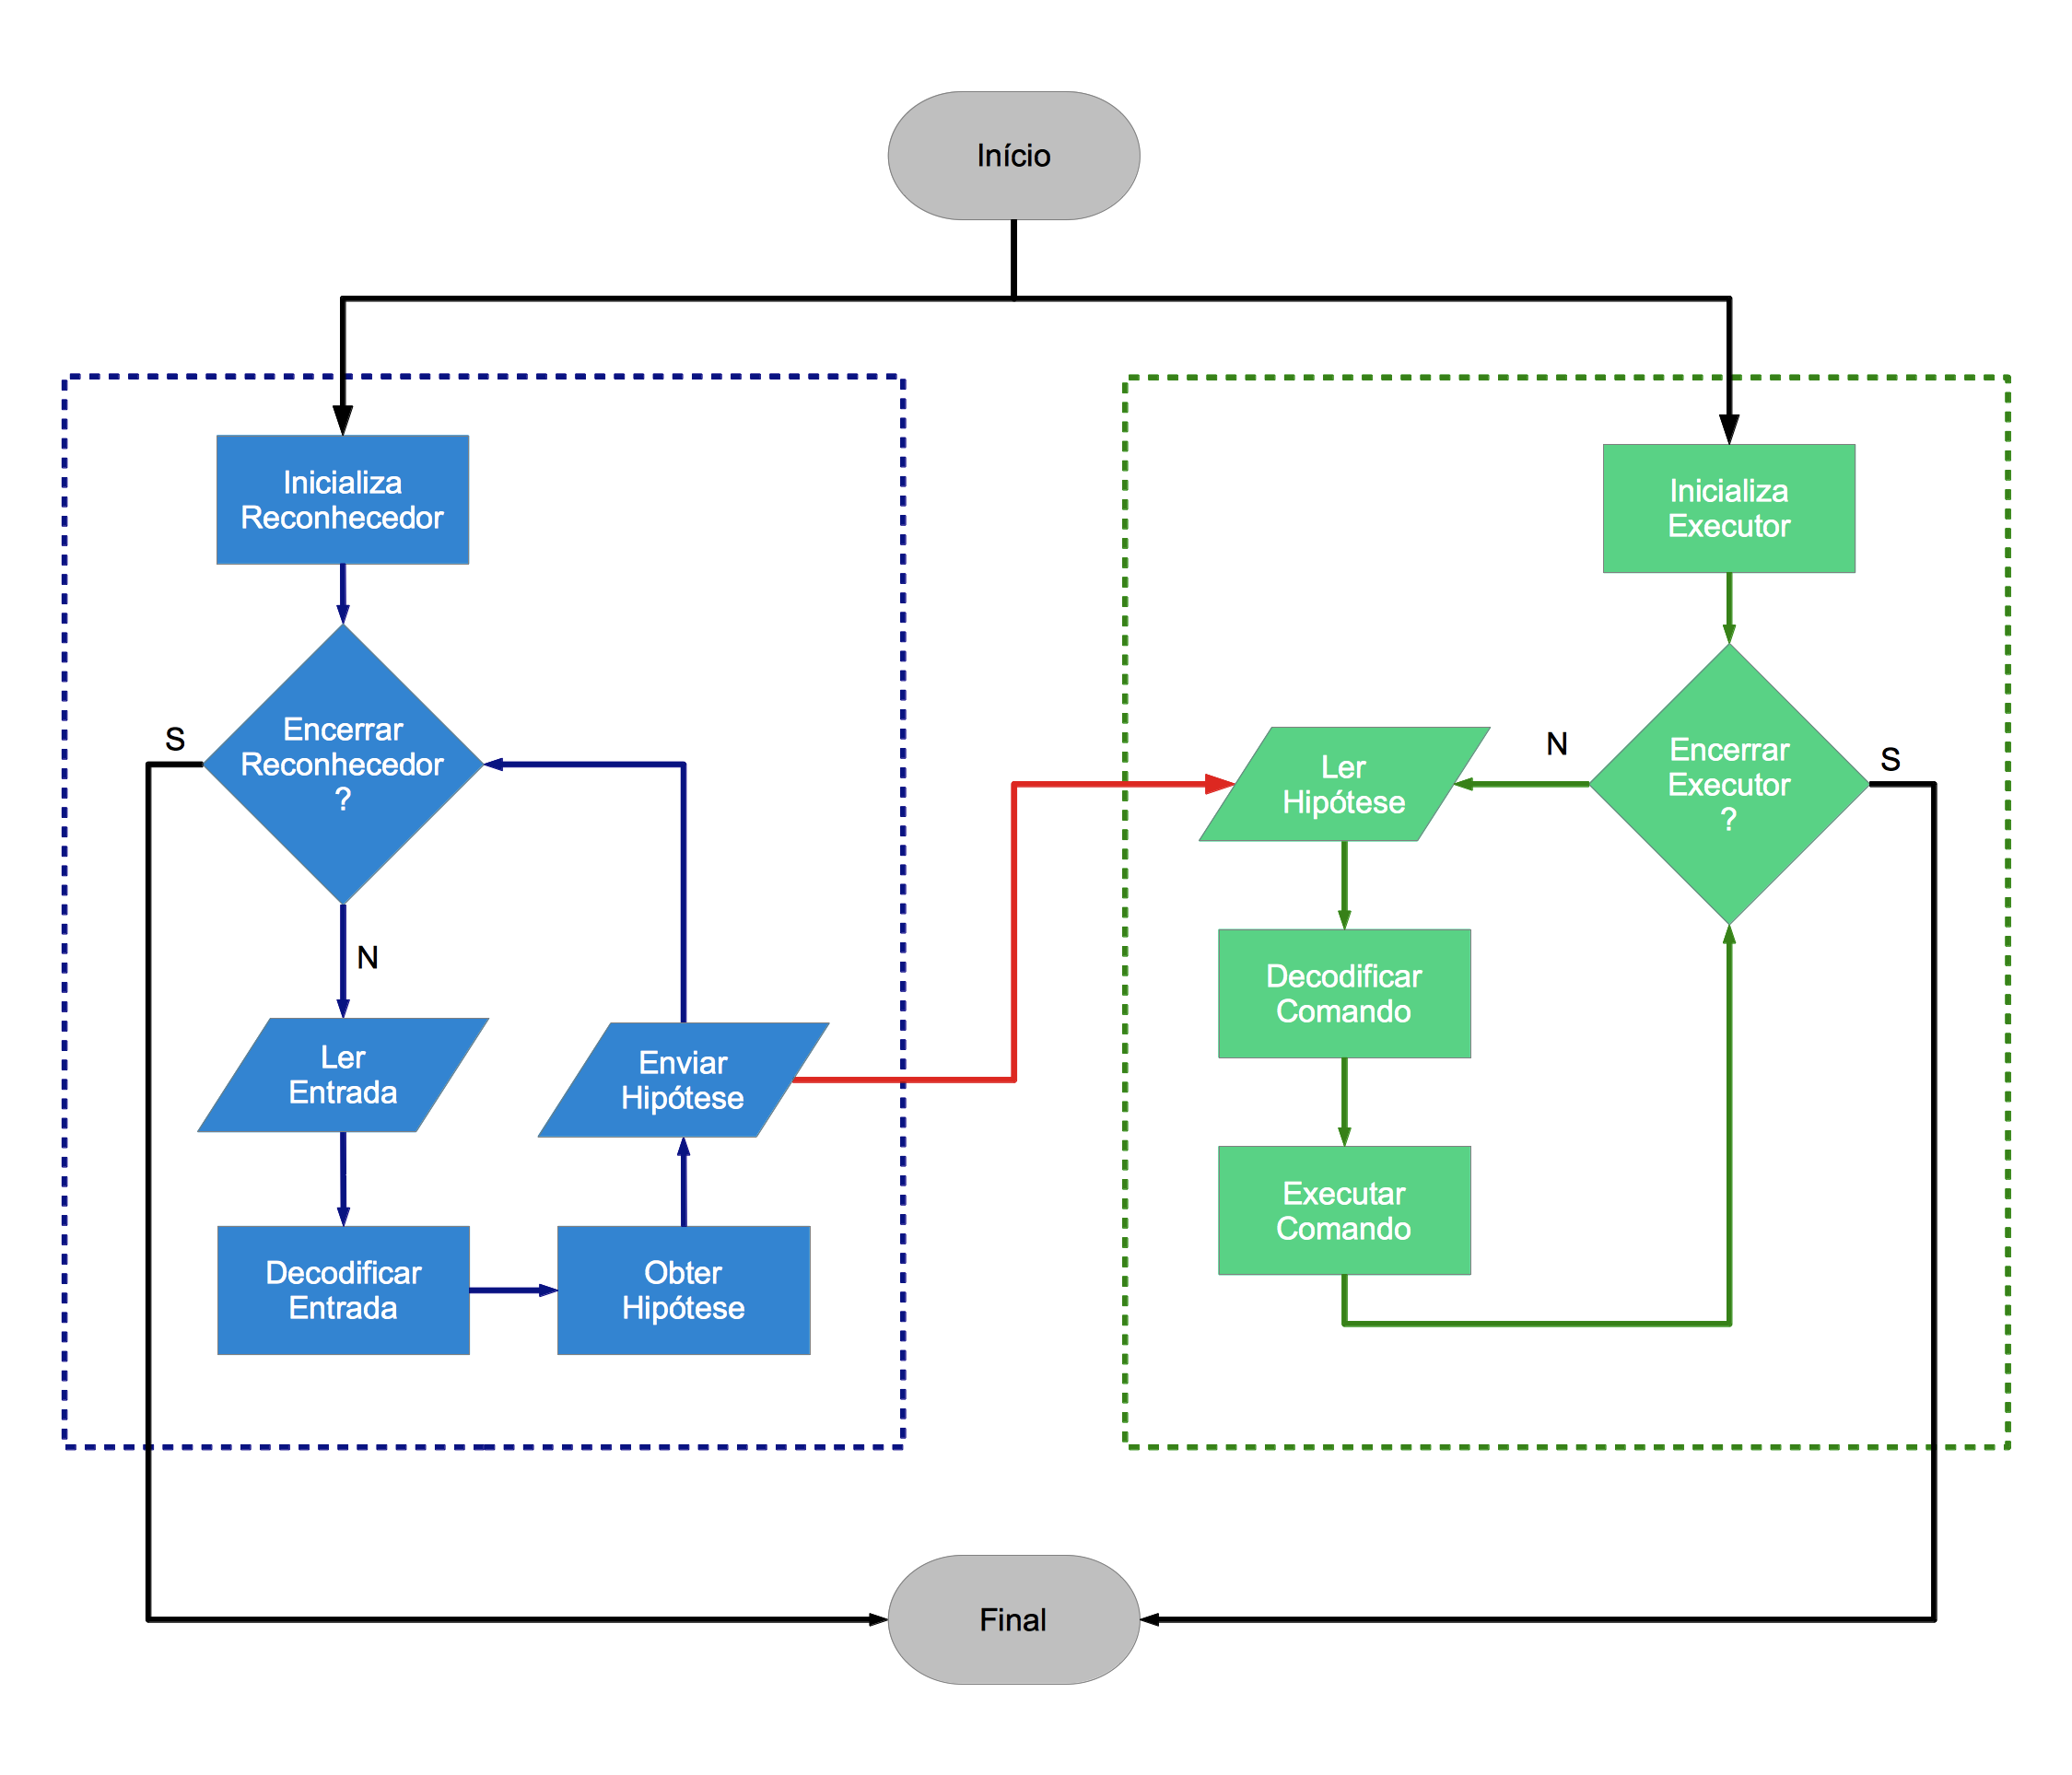 Início
Inicializa
Reconhecedor
Encerrar
Reconhecedor
?
S
N
Ler
Entrada
Decodificar
Entrada
Obter
Hipótese
Enviar
Hipótese
Inicializa
Executor
Encerrar
Executor
?
N
S
Ler
Hipótese
Decodificar
Comando
Executar
Comando
Final